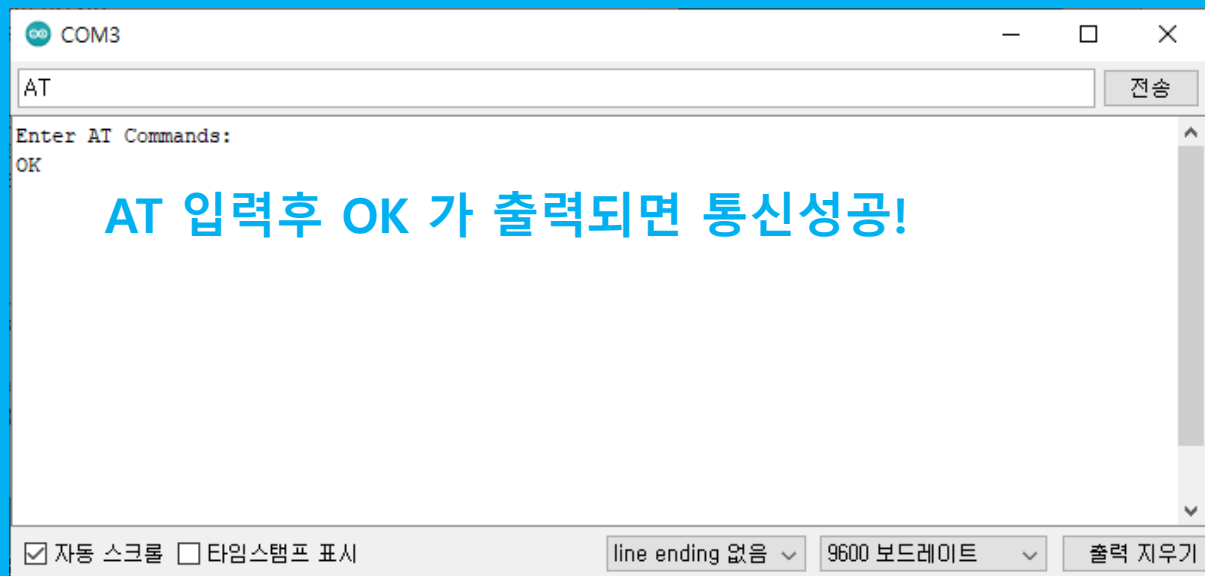 COM3
AT
전송
Enter AT Commands:
OK
AT 입력후 OK 가 출력되면 통신성공!
자동 스크롤 타임스탬프 표시 line ending 없음 9600 보드레이트 출력 지우기